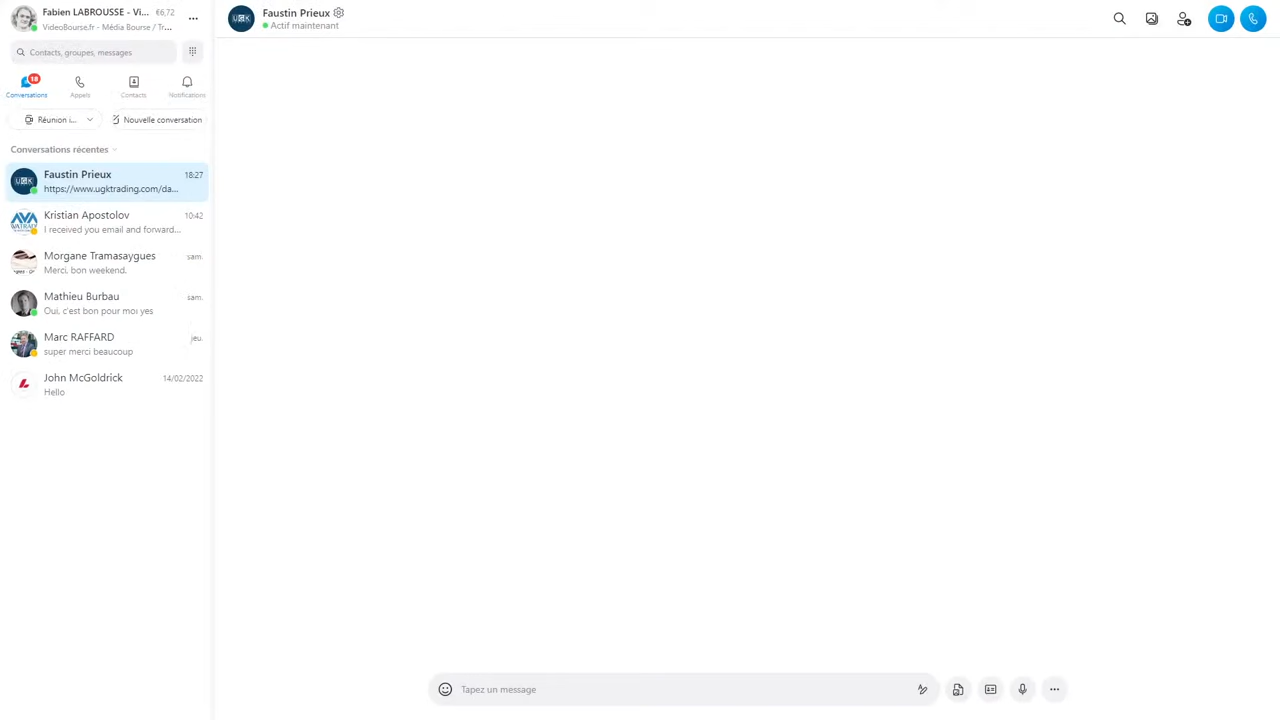 Fabien LABROUSSE - Vi... €6,72
VideoBourse.fr - Média Bourse / Tr...
Contacts, groupes, messages
18
Conversations Appels Contacts Notifications
Réunion i... Nouvelle conversation
Conversations récentes
UGK Faustin Prieux 18:27
https://www.ugktrading.com/da...
Kristian Apostolov 10:42
I received you email and forward...
Morgane Tramasaygues sam.
Merci, bon weekend.
Mathieu Burbau sam.
Oui, c'est bon pour moi yes
Marc RAFFARD jeu.
super merci beaucoup
John McGoldrick 14/02/2022
Hello
UGK Faustin Prieux
Actif maintenant
Tapez un message